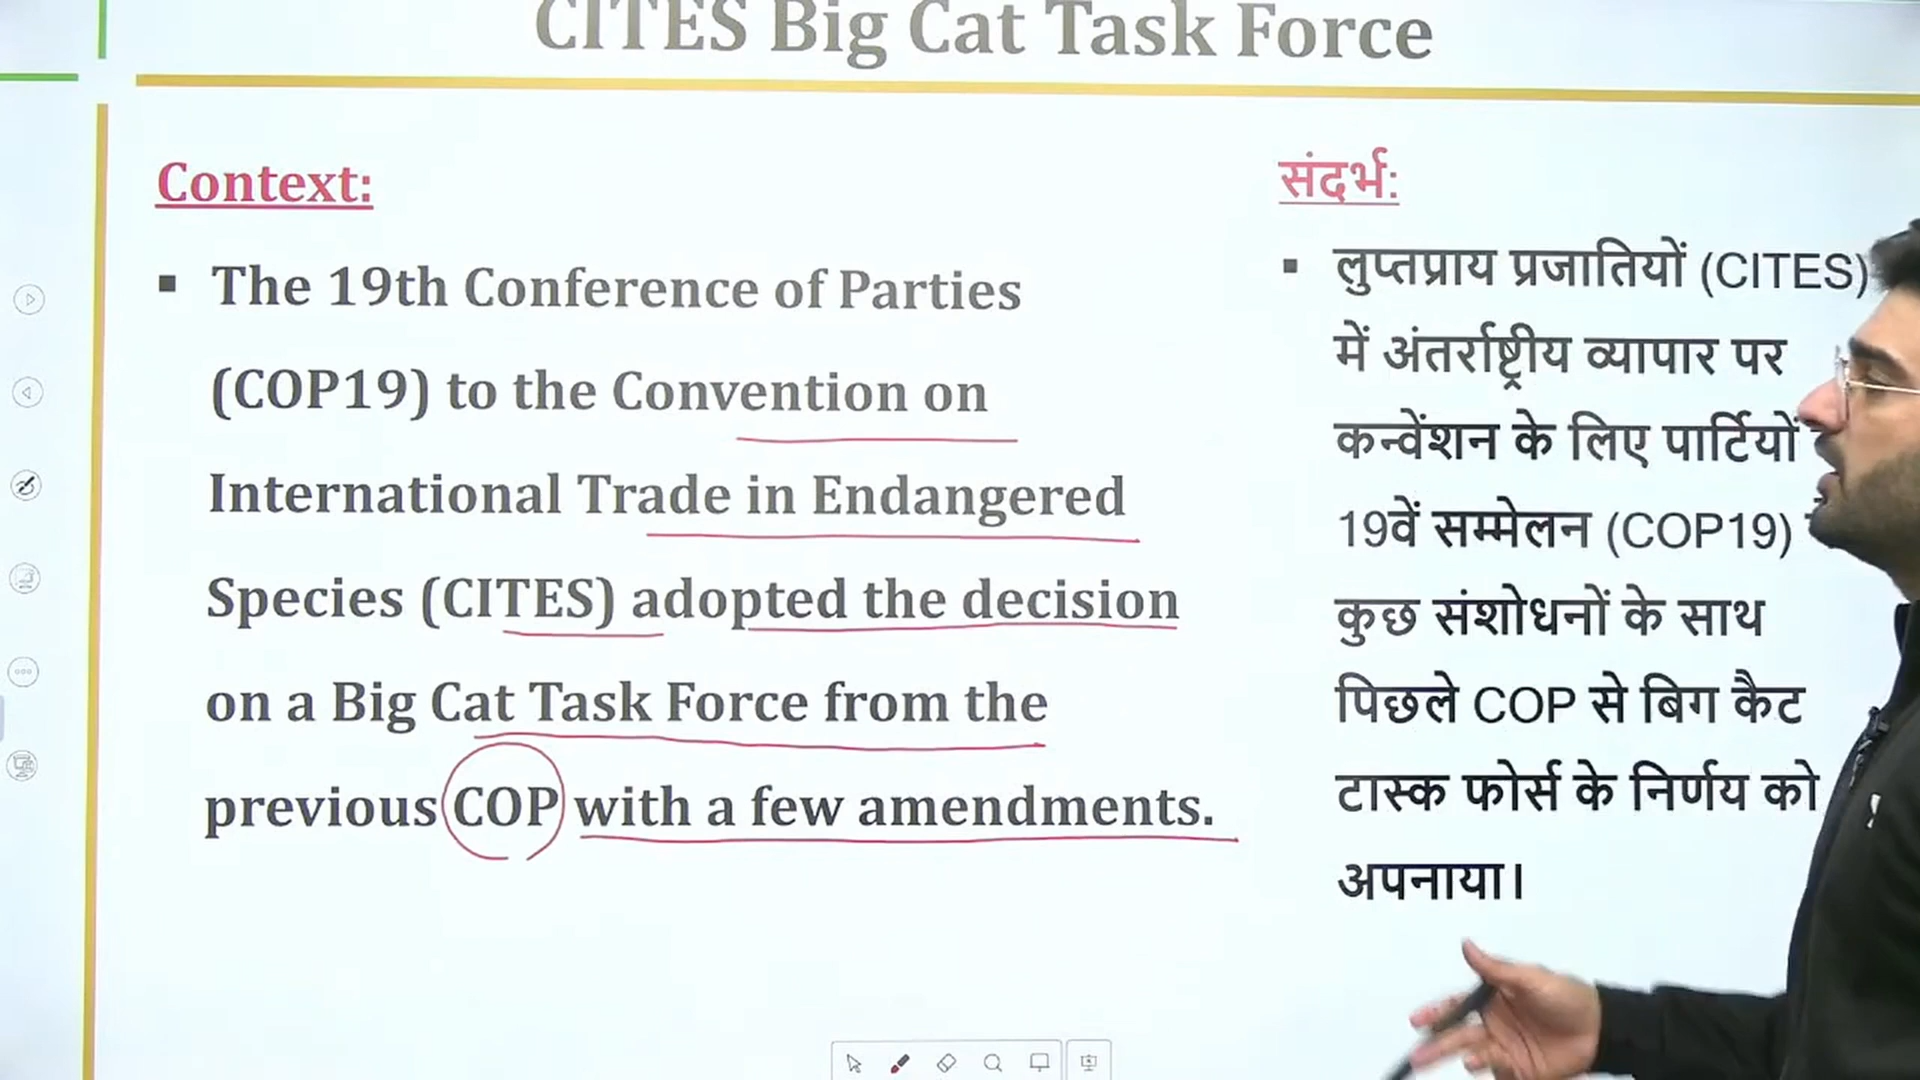 CITES Big Cat Task Force
Context:
▪ The 19th Conference of Parties
(COP19) to the Convention on
International Trade in Endangered
Species (CITES) adopted the decision
on a Big Cat Task Force from the
previous COP with a few amendments.
संदर्भ:
▪ लुप्तप्राय प्रजातियों (CITES)
में अंतर्राष्ट्रीय व्यापार पर
कन्वेंशन के लिए पार्टियों
19वें सम्मेलन (COP19)
कुछ संशोधनों के साथ
पिछले COP से बिग कैट
टास्क फोर्स के निर्णय को
अपनाया।